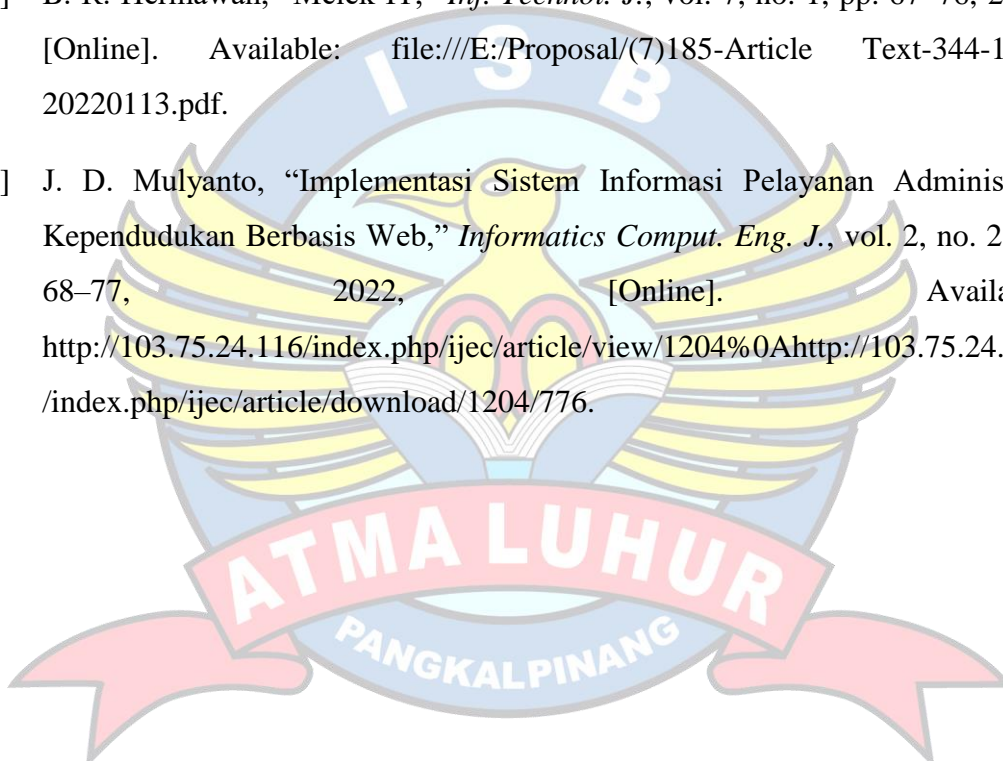 ] B. R. Hermawan, “Melek IT,” Inf. Technol. J., vol. 7, no. 1, pp. 67–76,
[Online]. Available: file:///E:/Proposal/(7)185-Article Text-344-1
20220113.pdf.
] J. D. Mulyanto, “Implementasi Sistem Informasi Pelayanan Adminis
Kependudukan Berbasis Web,” Informatics Comput. Eng. J., vol. 2, no. 2
68–77, 2022, [Online]. Availa
http://103.75.24.116/index.php/ijec/article/view/1204%0Ahttp://103.75.24.
/index.php/ijec/article/download/1204/776.
I S B
ATMA LUHUR
PANGKALPINANG